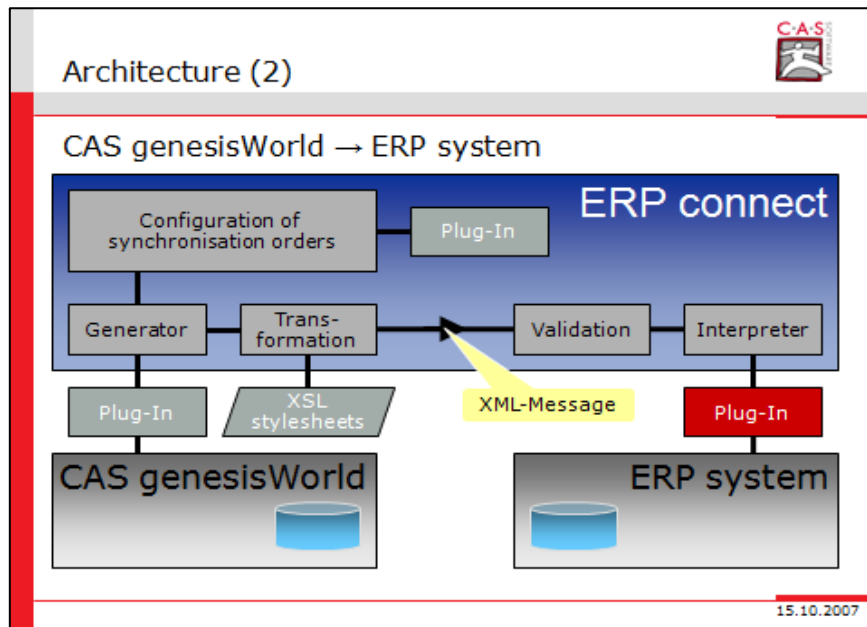 C·A·S
SOFTWARE
Architecture (2)
CAS genesisWorld → ERP system
ERP connect
Configuration of
synchronisation orders
Plug-In
Generator
Trans-
formation
Validation
Interpreter
Plug-In
XSL
stylesheets
XML-Message
Plug-In
CAS genesisWorld
ERP system
15.10.2007